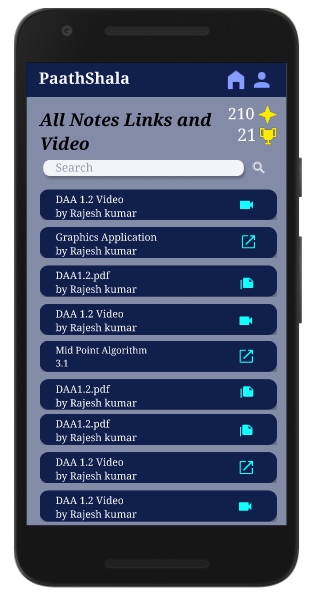 PaathShala
All Notes Links and
Video
210
21
Search
DAA 1.2 Video
by Rajesh kumar
Graphics Application
by Rajesh kumar
DAA1.2.pdf
by Rajesh kumar
DAA 1.2 Video
by Rajesh kumar
Mid Point Algorithm
3.1
DAA1.2.pdf
by Rajesh kumar
DAA1.2.pdf
by Rajesh kumar
DAA 1.2 Video
by Rajesh kumar
DAA 1.2 Video
by Rajesh kumar